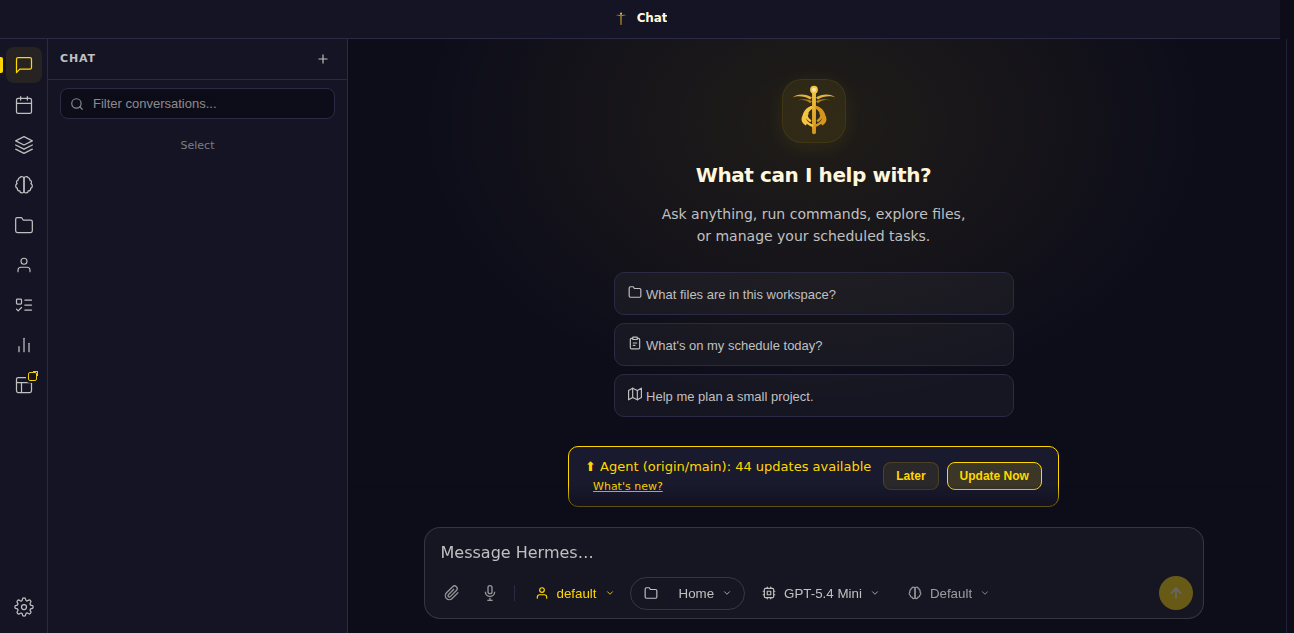 Chat
CHAT
Filter conversations...
Select
What can I help with?
Ask anything, run commands, explore files,
or manage your scheduled tasks.
What files are in this workspace?
What's on my schedule today?
Help me plan a small project.
⬆ Agent (origin/main): 44 updates available
What's new?
Later
Update Now
Message Hermes...
default
Home
GPT-5.4 Mini
Default